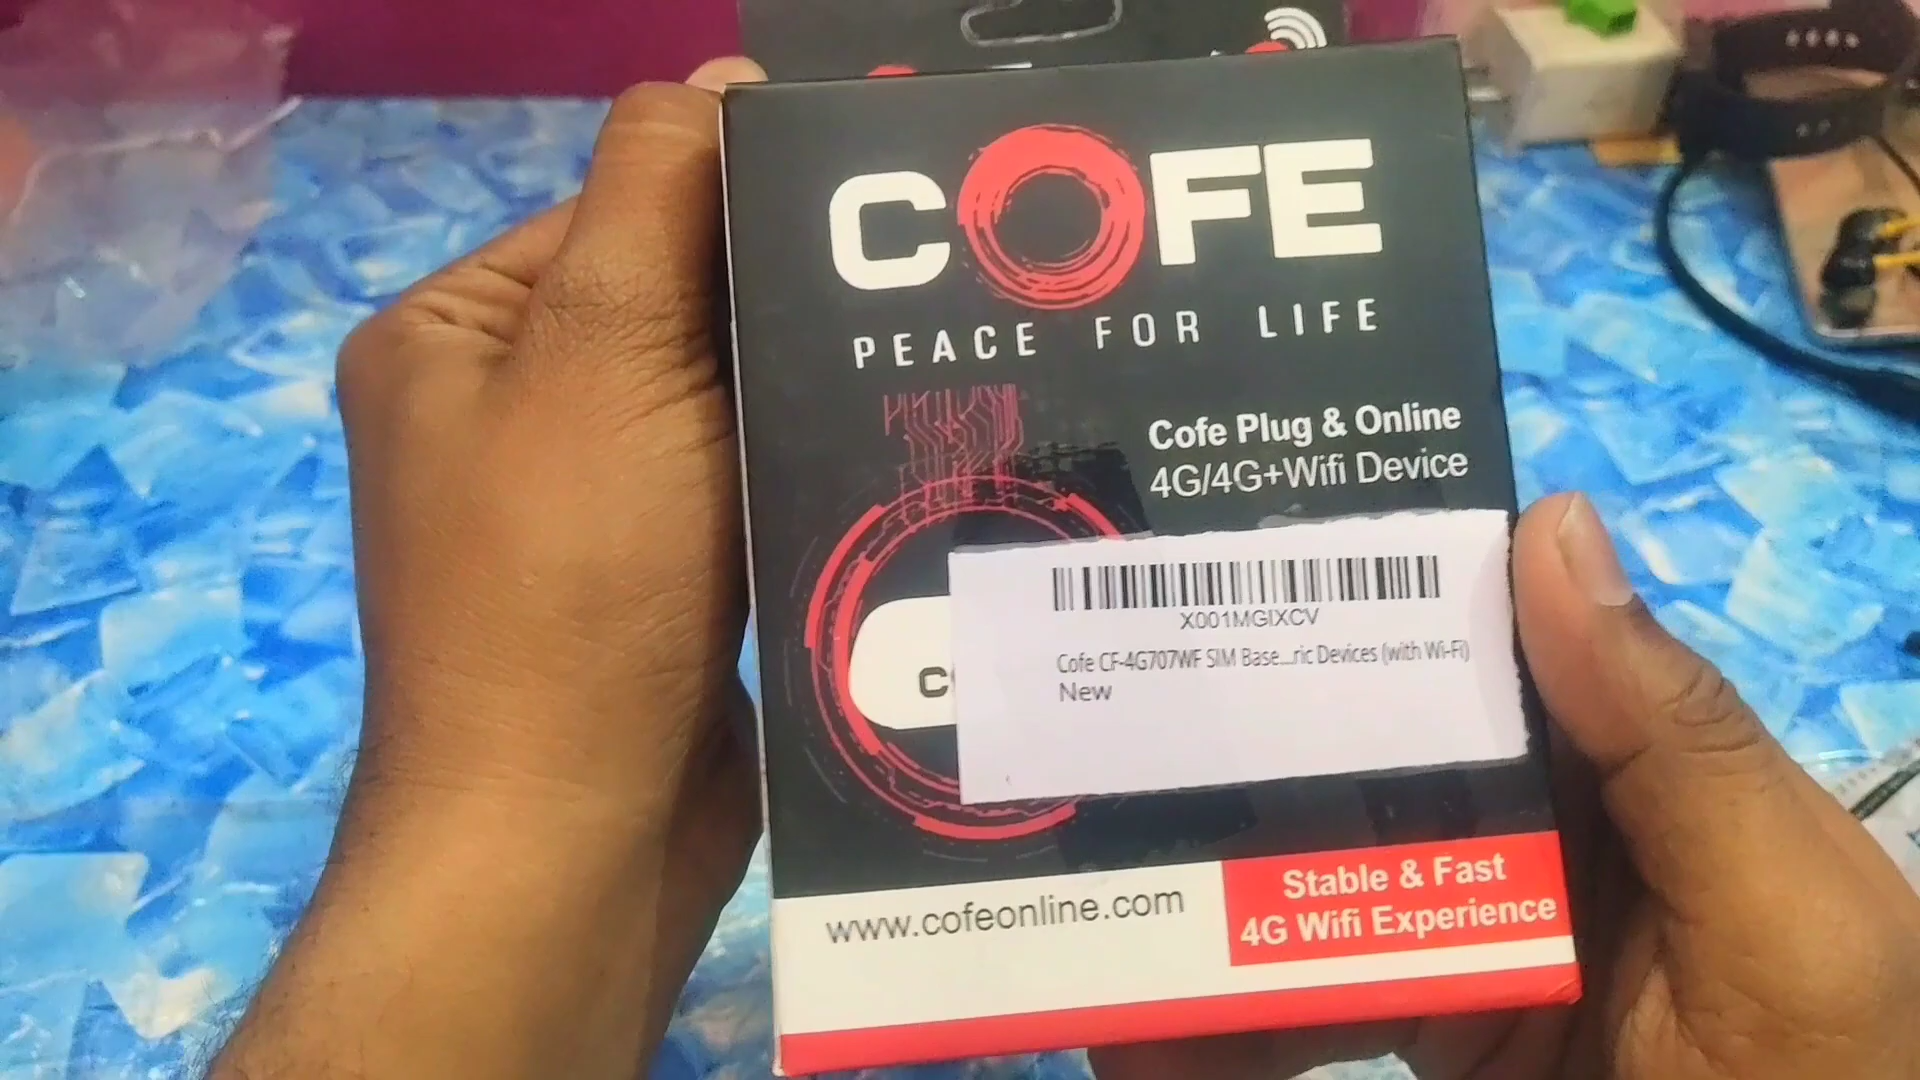 COFE
PEACE FOR LIFE
Cofe Plug & Online
4G/4G+Wifi Device
X001MGIXCV
Cofe CF-4G707WF SIM Base...ric Devices (with Wi-Fi)
New
C
www.cofeonline.com
Stable & Fast
4G Wifi Experience